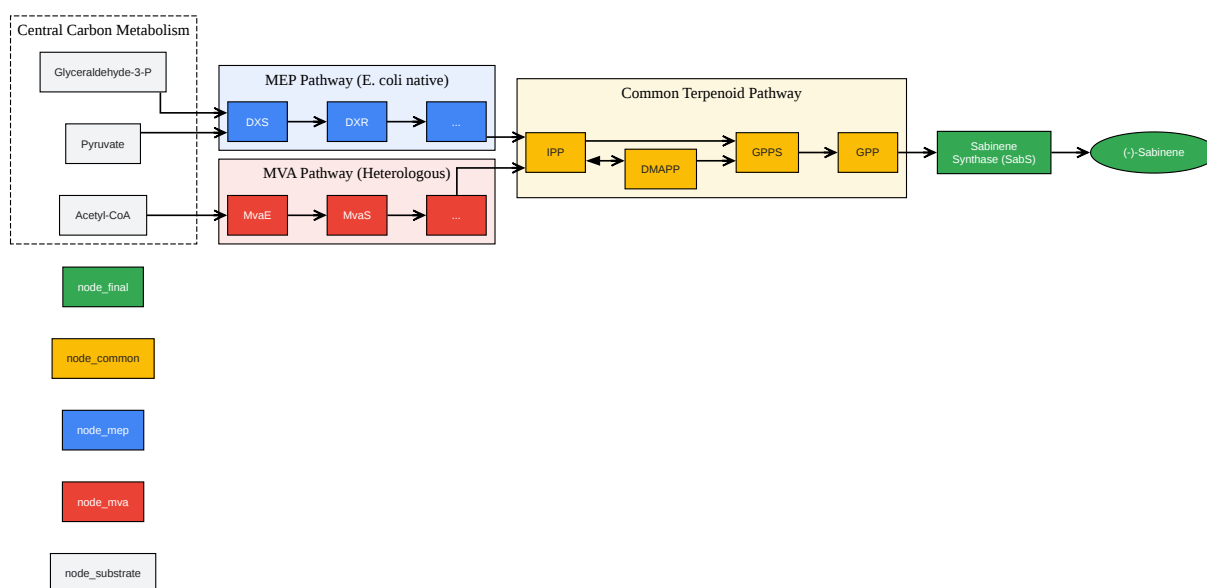 Central Carbon Metabolism
Glyceraldehyde-3-P
Pyruvate
Acetyl-CoA
MEP Pathway (E. coli native)
DXS
DXR
...
MVA Pathway (Heterologous)
MvaE
MvaS
...
Common Terpenoid Pathway
IPP
DMAPP
GPPS
GPP
Sabinene
Synthase (SabS)
(-)-Sabinene
node_final
node_common
node_mep
node_mva
node_substrate